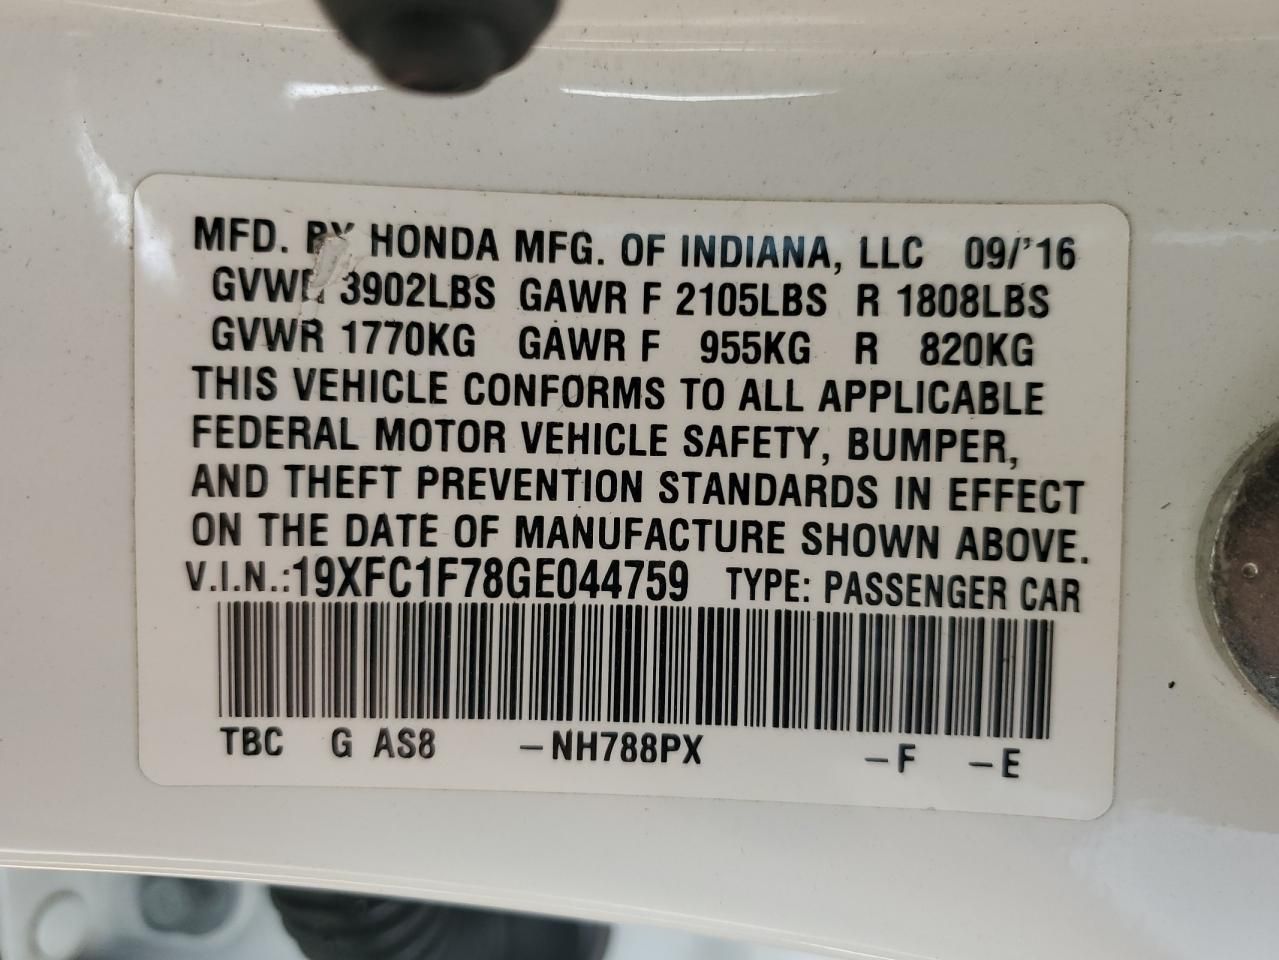 MFD. BY HONDA MFG. OF INDIANA, LLC 09/'16
GVWR 3902LBS GAWR F 2105LBS R 1808LBS
GVWR 1770KG GAWR F 955KG R 820KG
THIS VEHICLE CONFORMS TO ALL APPLICABLE
FEDERAL MOTOR VEHICLE SAFETY, BUMPER,
AND THEFT PREVENTION STANDARDS IN EFFECT
ON THE DATE OF MANUFACTURE SHOWN ABOVE.
V.I.N.:19XFC1F78GE044759 TYPE: PASSENGER CAR
TBC G AS8 –NH788PX –F –E